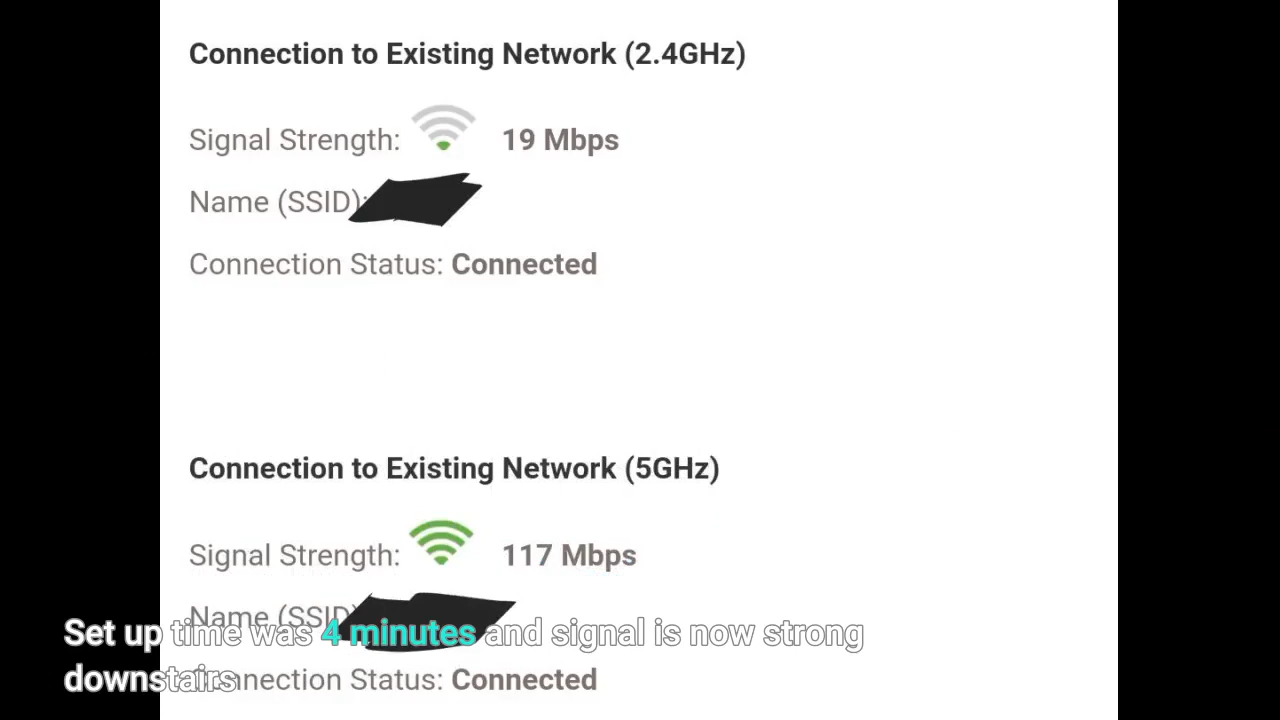 Connection to Existing Network (2.4GHz)
Signal Strength: 19 Mbps
Name (SSID):
Connection Status: Connected
Connection to Existing Network (5GHz)
Signal Strength: 117 Mbps
Name (SSID)
Set up time was 4 minutes and signal is now strong
downstairs
Connection Status: Connected